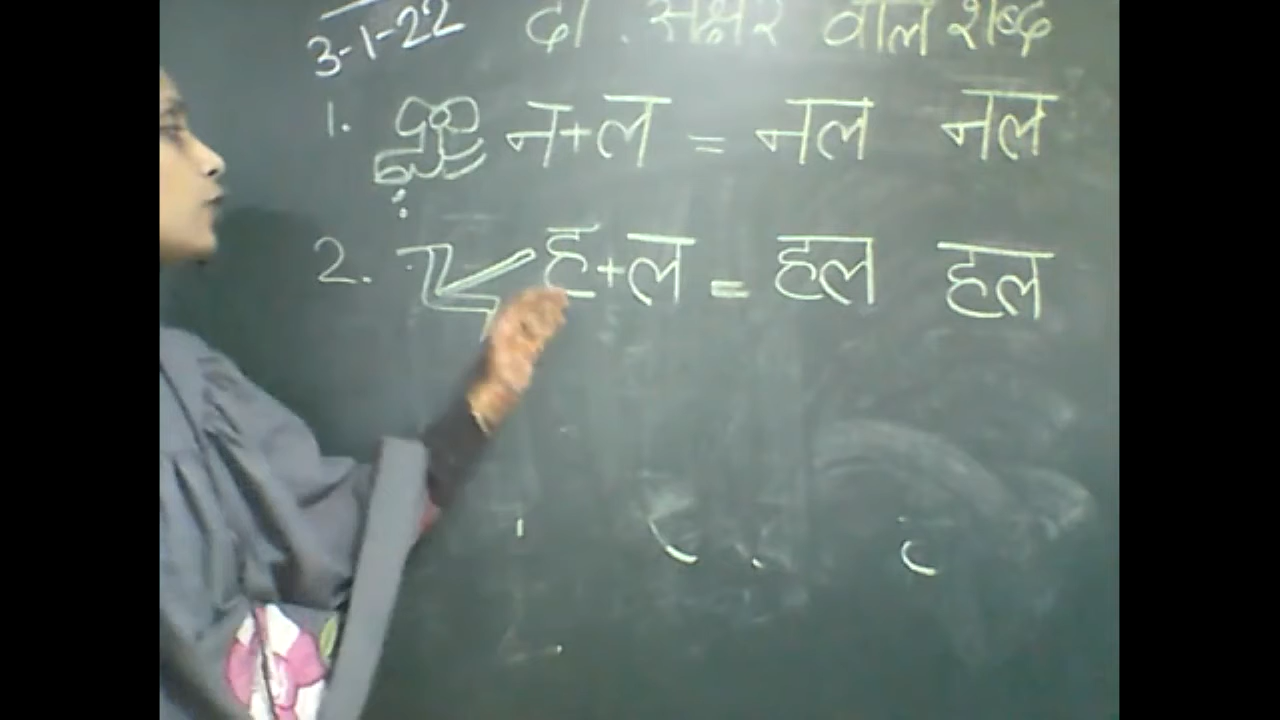 3-1-22 दो अक्षर वाले शब्द
1. न+ल = नल नल
2. ह+ल = हल हल